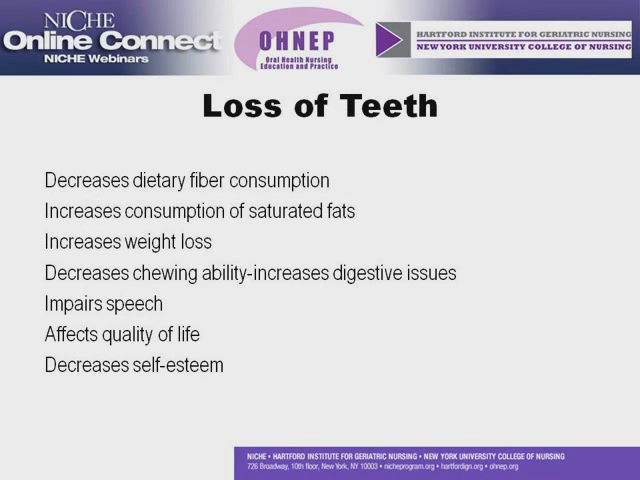 NICHE
Online Connect
NICHE Webinars
OHNEP
Oral Health Nursing
Education and Practice
HARTFORD INSTITUTE FOR GERIATRIC NURSING
NEW YORK UNIVERSITY COLLEGE OF NURSING
Loss of Teeth
Decreases dietary fiber consumption
Increases consumption of saturated fats
Increases weight loss
Decreases chewing ability-increases digestive issues
Impairs speech
Affects quality of life
Decreases self-esteem
NICHE • HARTFORD INSTITUTE FOR GERIATRIC NURSING • NEW YORK UNIVERSITY COLLEGE OF NURSING
726 Broadway, 10th floor, New York, NY 10003 • nicheprogram.org • hartfordign.org • ohnep.org